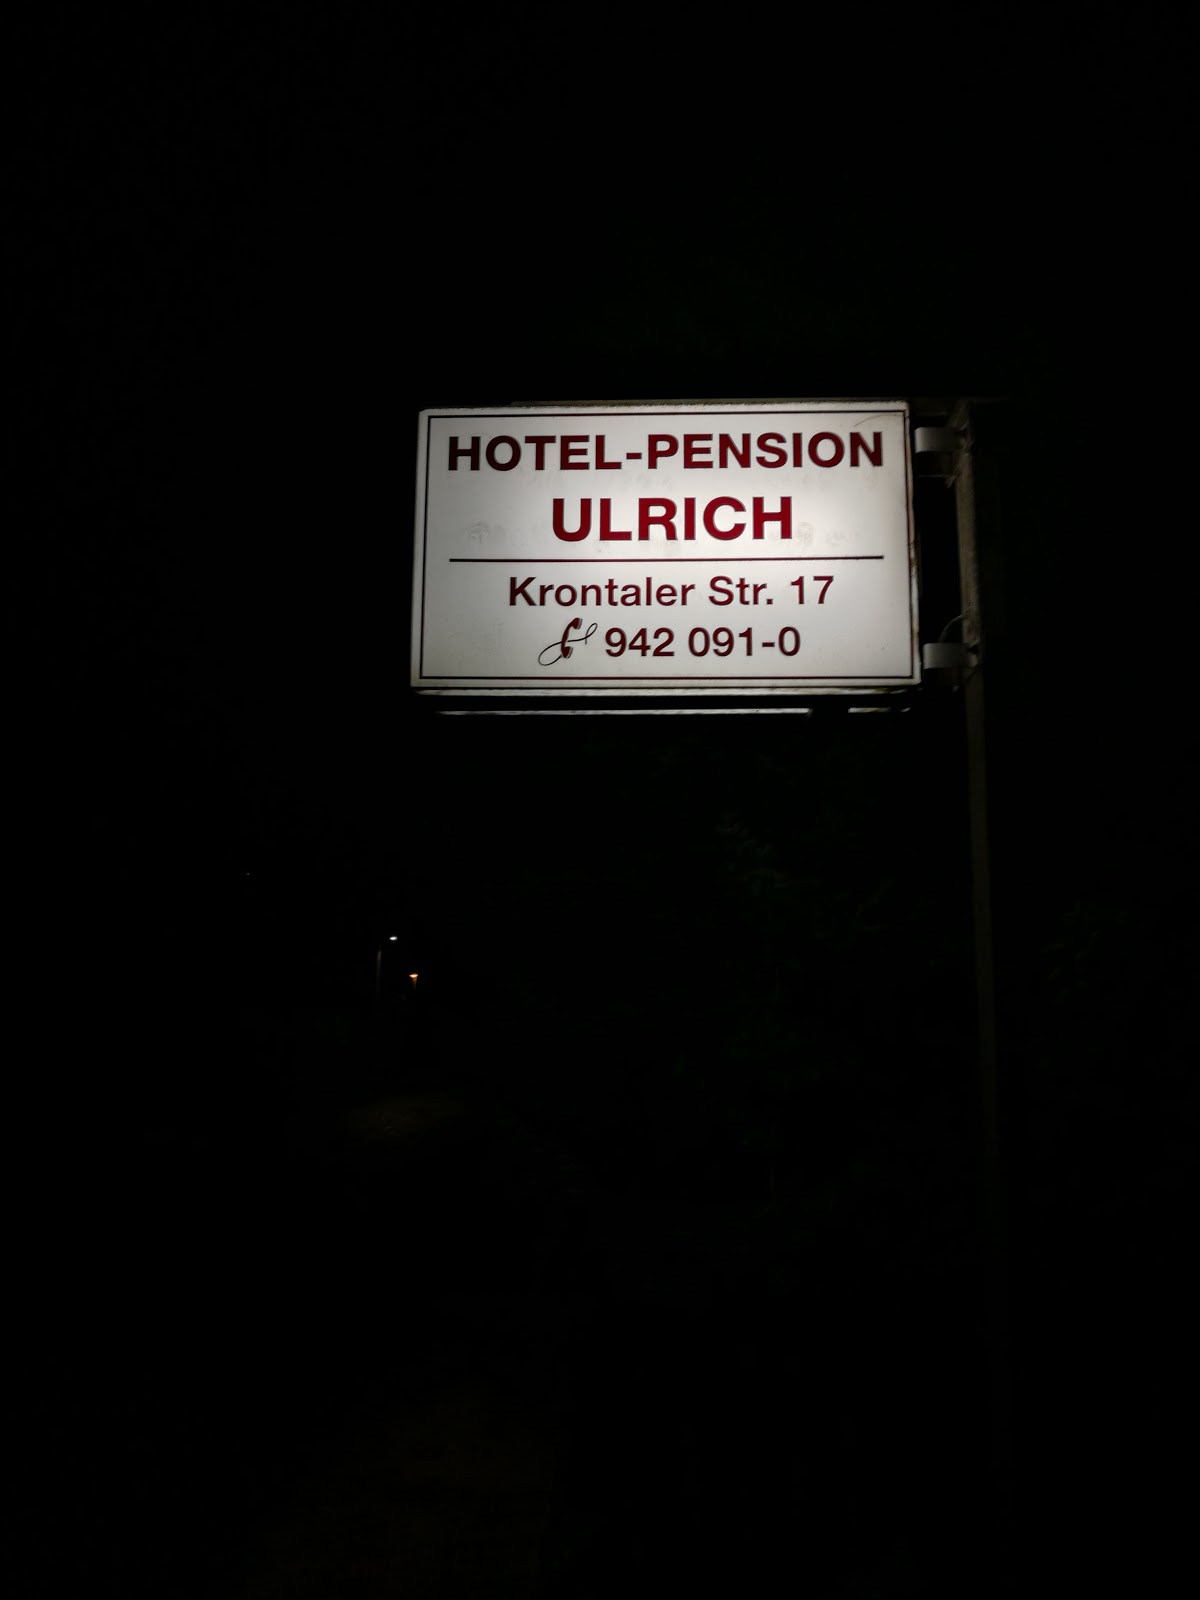 HOTEL-PENSION
ULRICH
Krontaler Str. 17
942 091-0